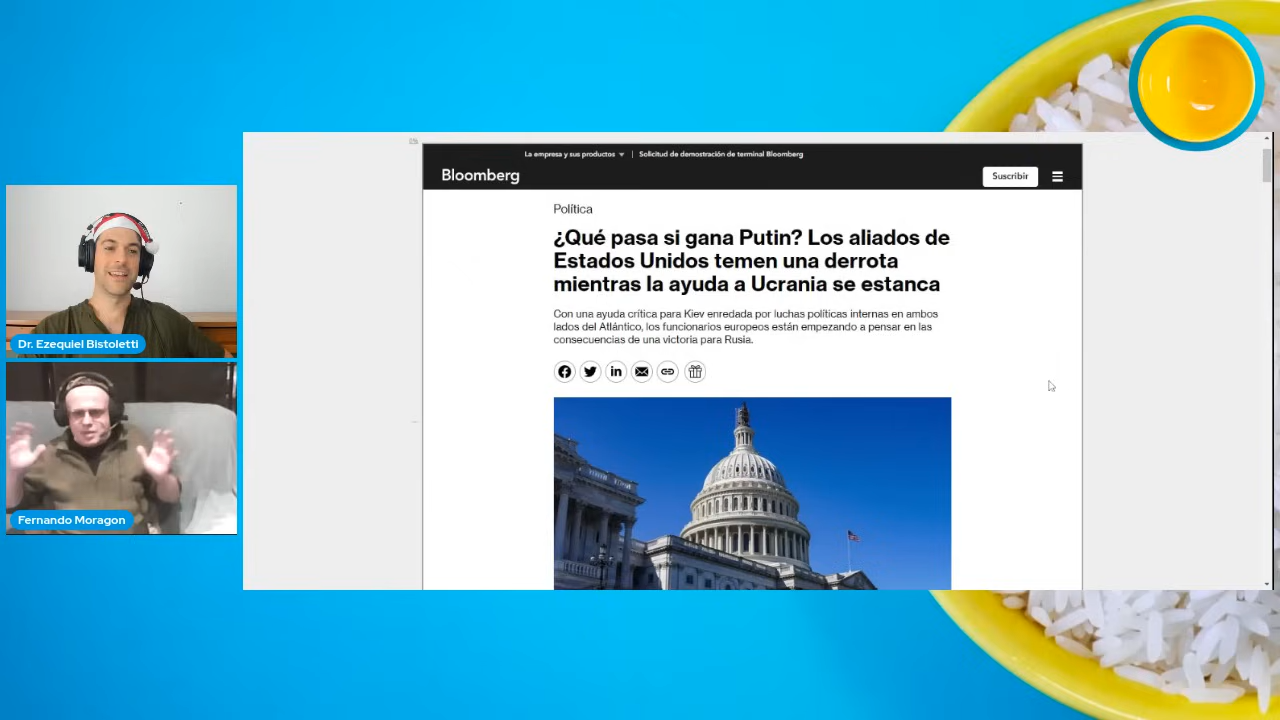 La empresa y sus productos | Solicitud de demostración de terminal Bloomberg
Bloomberg
Suscribir
Política
¿Qué pasa si gana Putin? Los aliados de
Estados Unidos temen una derrota
mientras la ayuda a Ucrania se estanca
Con una ayuda crítica para Kiev enredada por luchas políticas internas en ambos
lados del Atlántico, los funcionarios europeos están empezando a pensar en las
consecuencias de una victoria para Rusia.
Dr. Ezequiel Bistoletti
Fernando Moragon